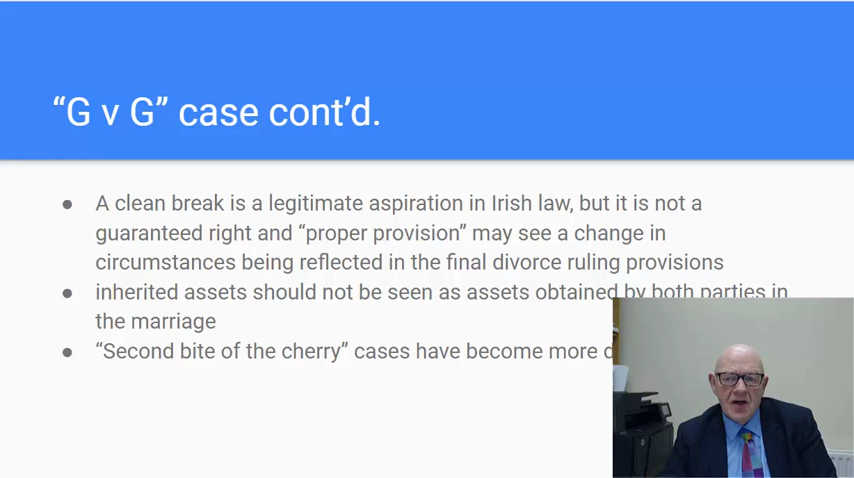 “G v G” case cont’d.
A clean break is a legitimate aspiration in Irish law, but it is not a
guaranteed right and “proper provision” may see a change in
circumstances being reflected in the final divorce ruling provisions
inherited assets should not be seen as assets obtained by both parties in
the marriage
“Second bite of the cherry” cases have become more